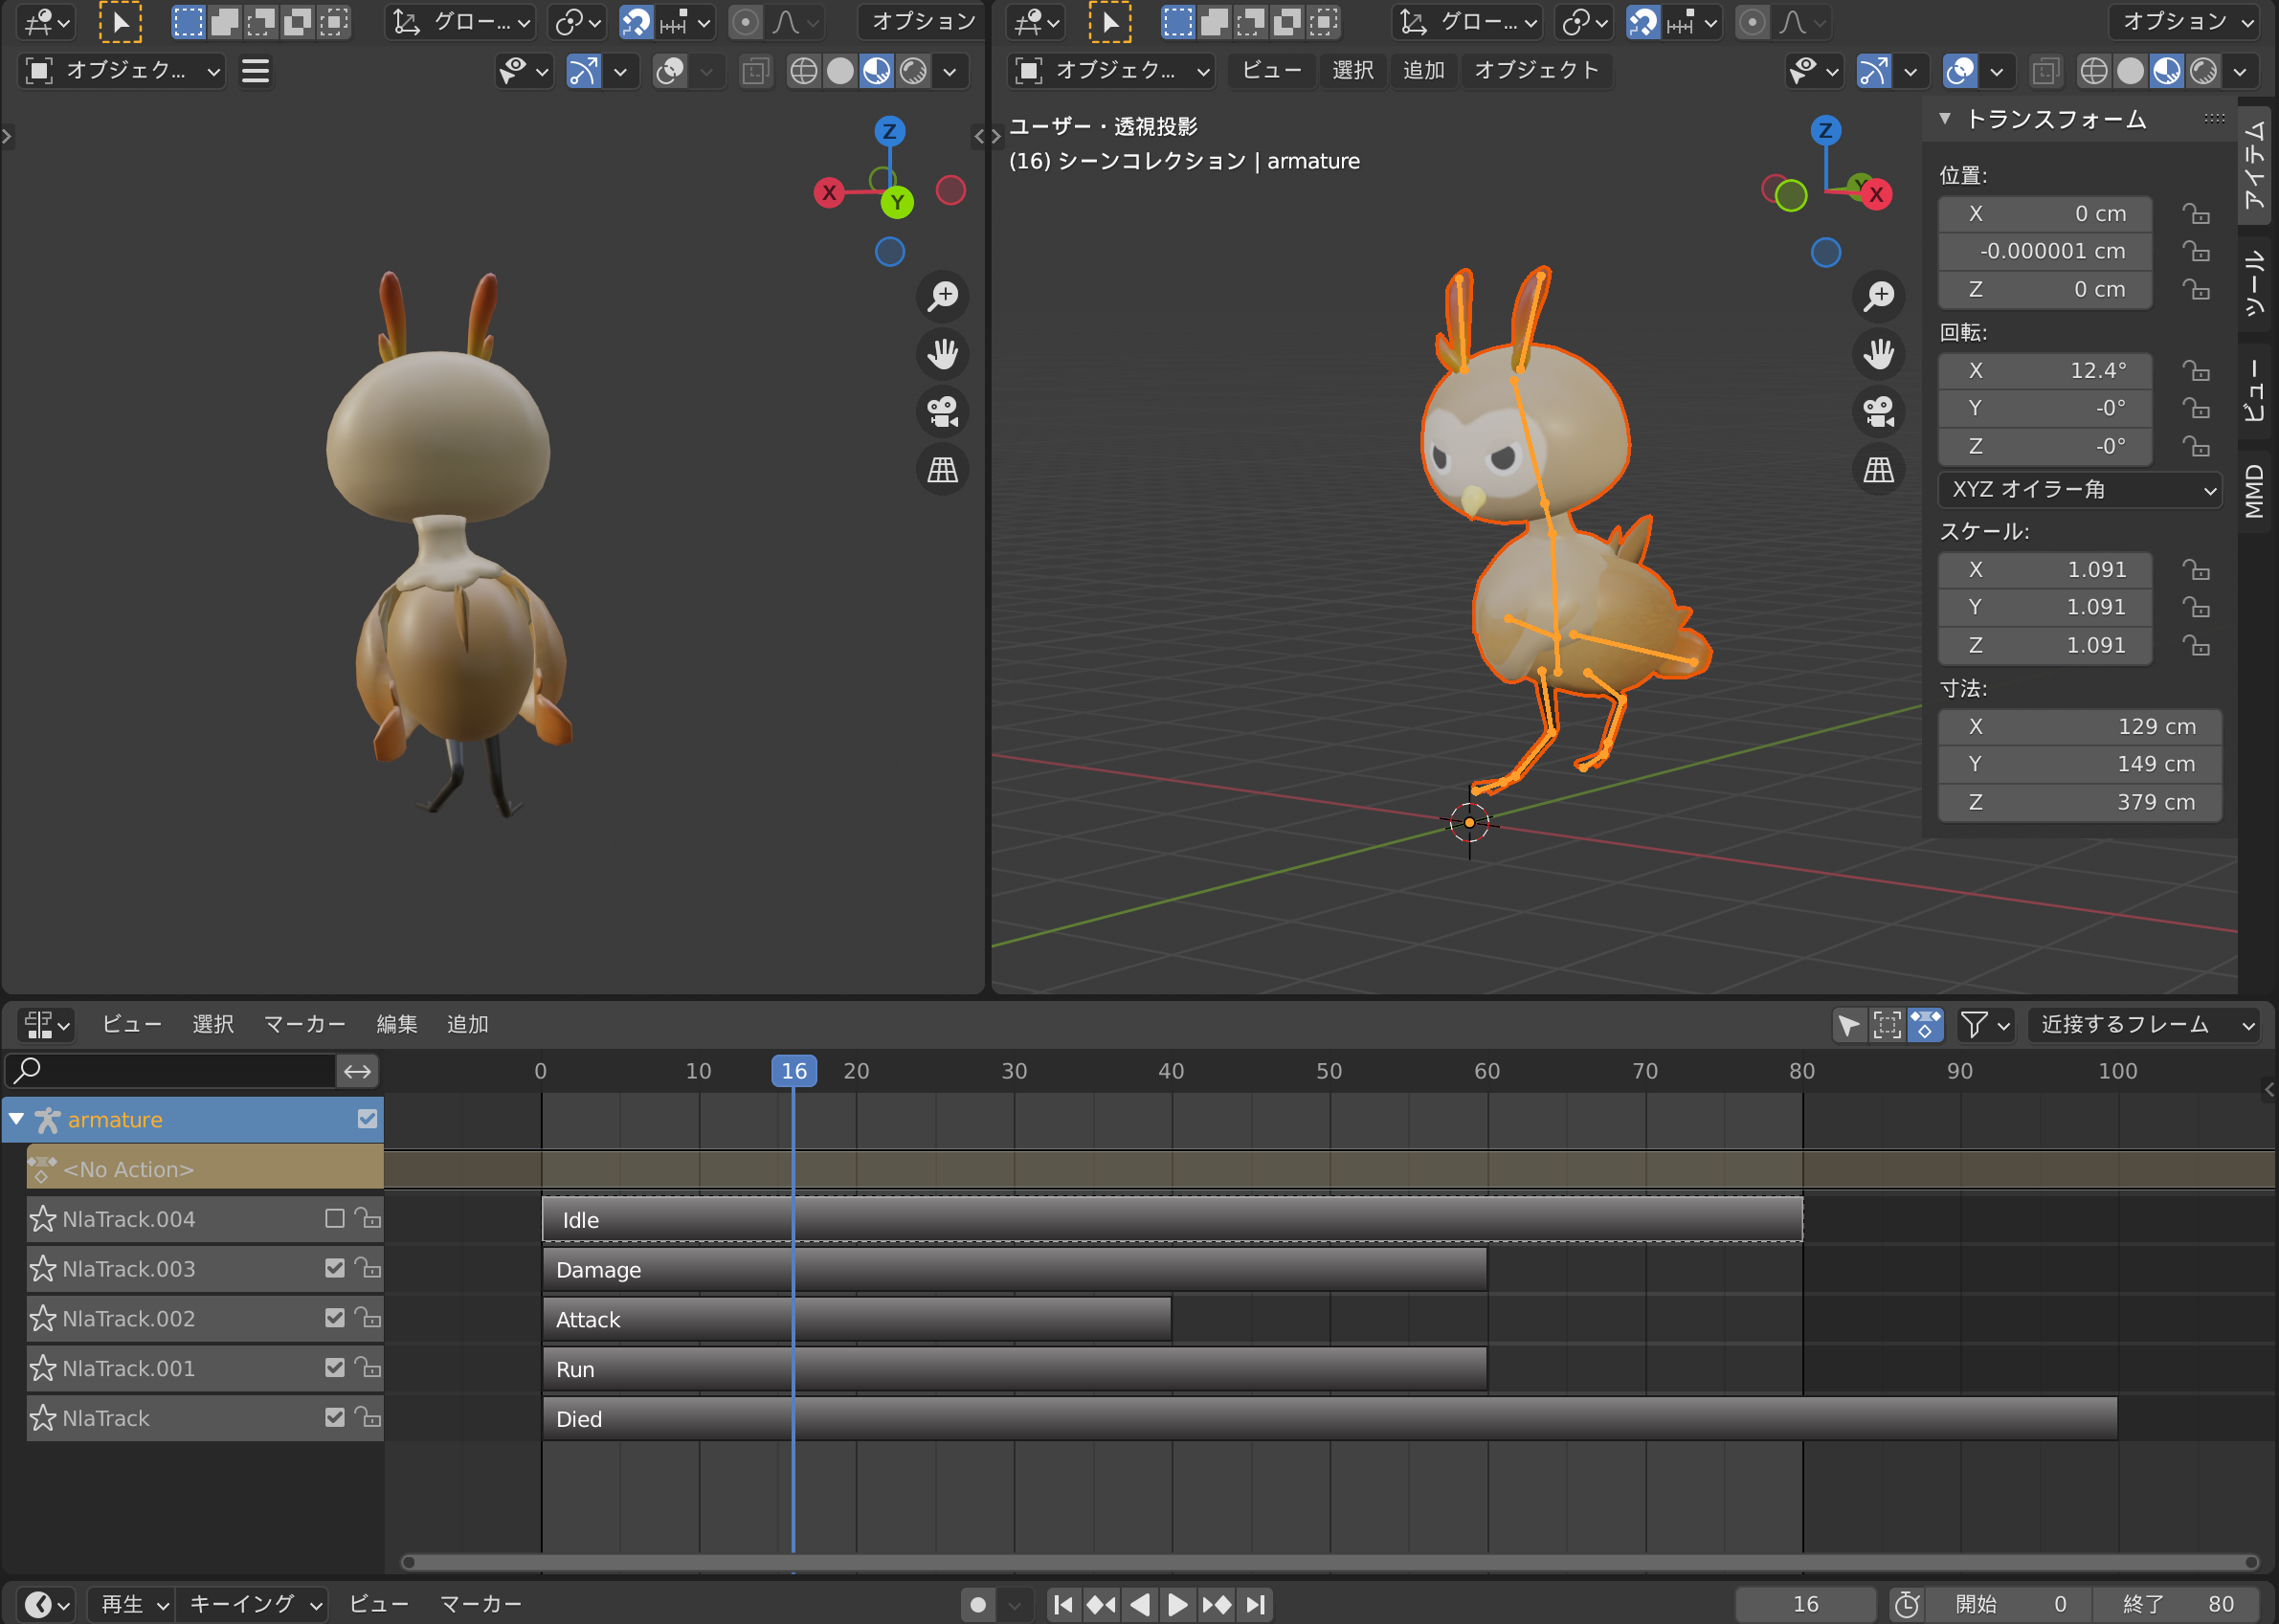 グロー...
オプション
グロー...
オプション
オブジェク...
オブジェク...
ビュー
選択
追加
オブジェクト
Z
X
Y
ユーザー・透視投影
(16) シーンコレクション | armature
Z
Y
X
トランスフォーム
位置:
X 0 cm
-0.000001 cm
Z 0 cm
回転:
X 12.4°
Y -0°
Z -0°
XYZ オイラー角
スケール:
X 1.091
Y 1.091
Z 1.091
寸法:
X 129 cm
Y 149 cm
Z 379 cm
アイテム
ツール
ビュー
MMD
ビュー
選択
マーカー
編集
追加
近接するフレーム
0 10 16 20 30 40 50 60 70 80 90 100
armature
<No Action>
NlaTrack.004 Idle
NlaTrack.003 Damage
NlaTrack.002 Attack
NlaTrack.001 Run
NlaTrack Died
再生
キーイング
ビュー
マーカー
16
開始 0
終了 80